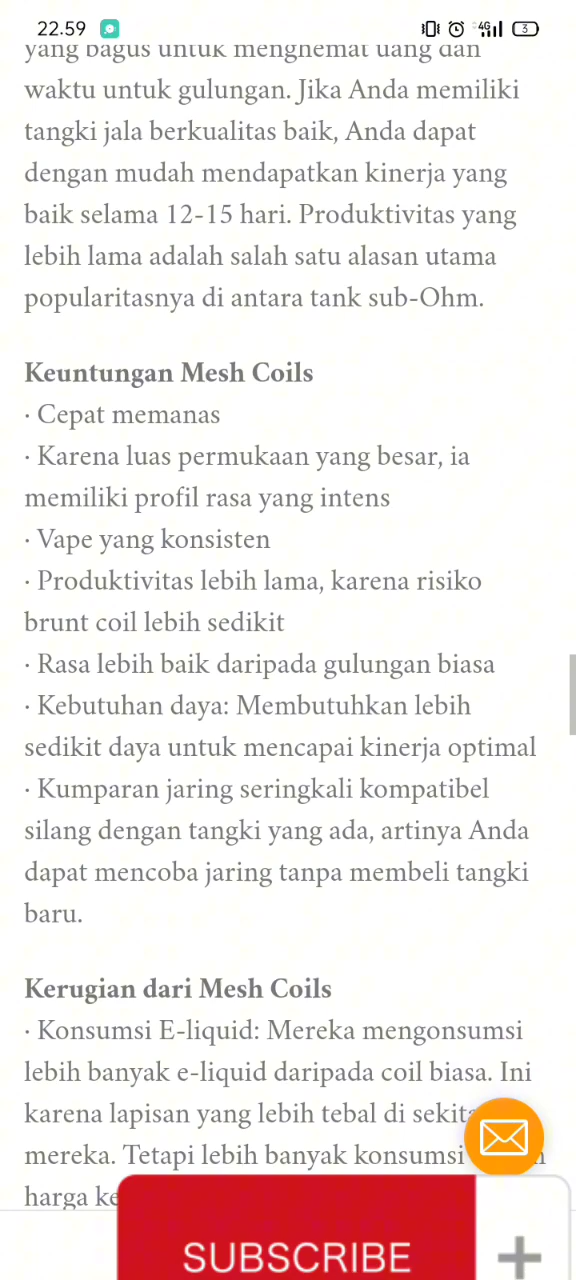 22.59
4G
3
yang bagus untuk menghemat uang dan
waktu untuk gulungan. Jika Anda memiliki
tangki jala berkualitas baik, Anda dapat
dengan mudah mendapatkan kinerja yang
baik selama 12-15 hari. Produktivitas yang
lebih lama adalah salah satu alasan utama
popularitasnya di antara tank sub-Ohm.
Keuntungan Mesh Coils
· Cepat memanas
· Karena luas permukaan yang besar, ia
memiliki profil rasa yang intens
· Vape yang konsisten
· Produktivitas lebih lama, karena risiko
brunt coil lebih sedikit
· Rasa lebih baik daripada gulungan biasa
· Kebutuhan daya: Membutuhkan lebih
sedikit daya untuk mencapai kinerja optimal
· Kumparan jaring seringkali kompatibel
silang dengan tangki yang ada, artinya Anda
dapat mencoba jaring tanpa membeli tangki
baru.
Kerugian dari Mesh Coils
· Konsumsi E-liquid: Mereka mengonsumsi
lebih banyak e-liquid daripada coil biasa. Ini
karena lapisan yang lebih tebal di
mereka. Tetapi lebih banyak konsumsi
harga
SUBSCRIBE